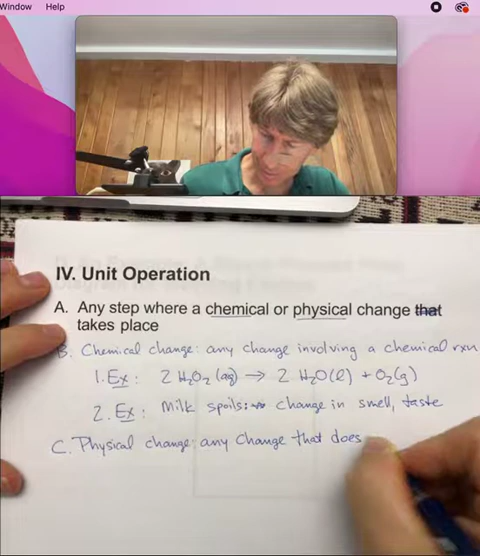 Window Help
IV. Unit Operation
A. Any step where a chemical or physical change that
takes place
B. Chemical change: any change involving a chemical rxn
1. Ex: 2 H₂O₂ (aq) → 2 H₂O(l) + O₂(g)
2. Ex: Milk spoils: change in smell, taste
C. Physical change: any change that does